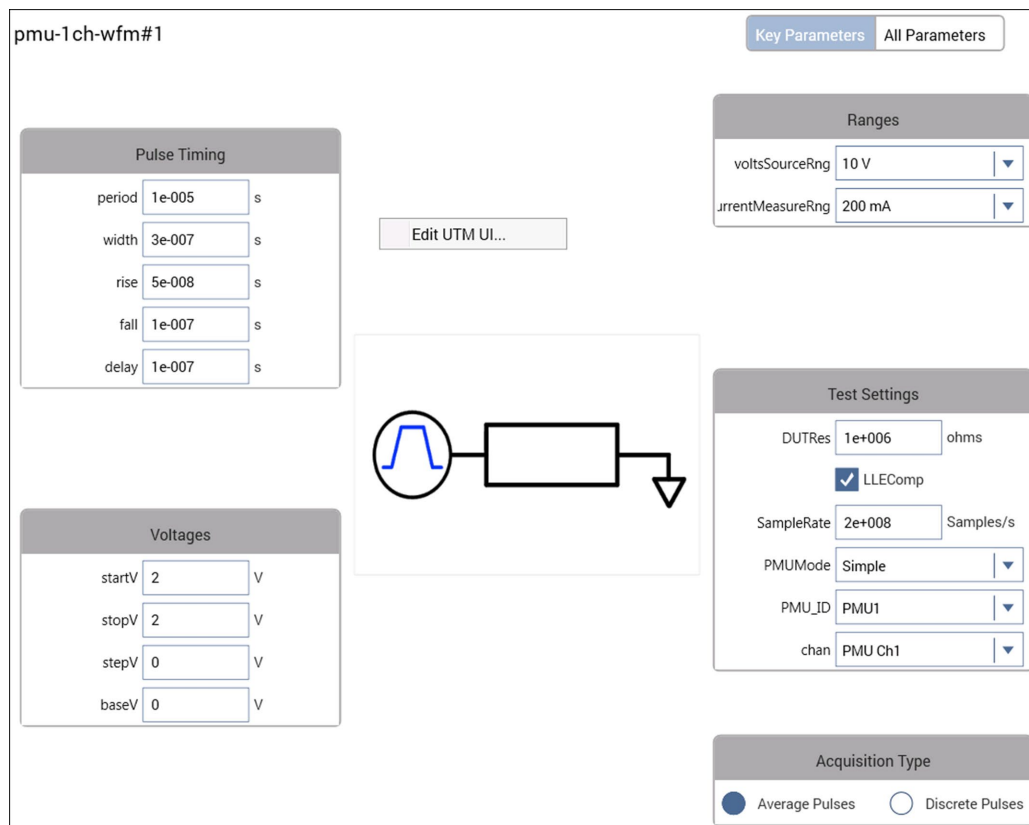 pmu-1ch-wfm#1
Key Parameters All Parameters
Pulse Timing
period 1e-005 s
width 3e-007 s
rise 5e-008 s
fall 1e-007 s
delay 1e-007 s
Edit UTM UI...
Voltages
startV 2 V
stopV 2 V
stepV 0 V
baseV 0 V
Ranges
voltsSourceRng 10 V
urrentMeasureRng 200 mA
Test Settings
DUTRes 1e+006 ohms
LLEComp
SampleRate 2e+008 Samples/s
PMUMode Simple
PMU_ID PMU1
chan PMU Ch1
Acquisition Type
Average Pulses Discrete Pulses